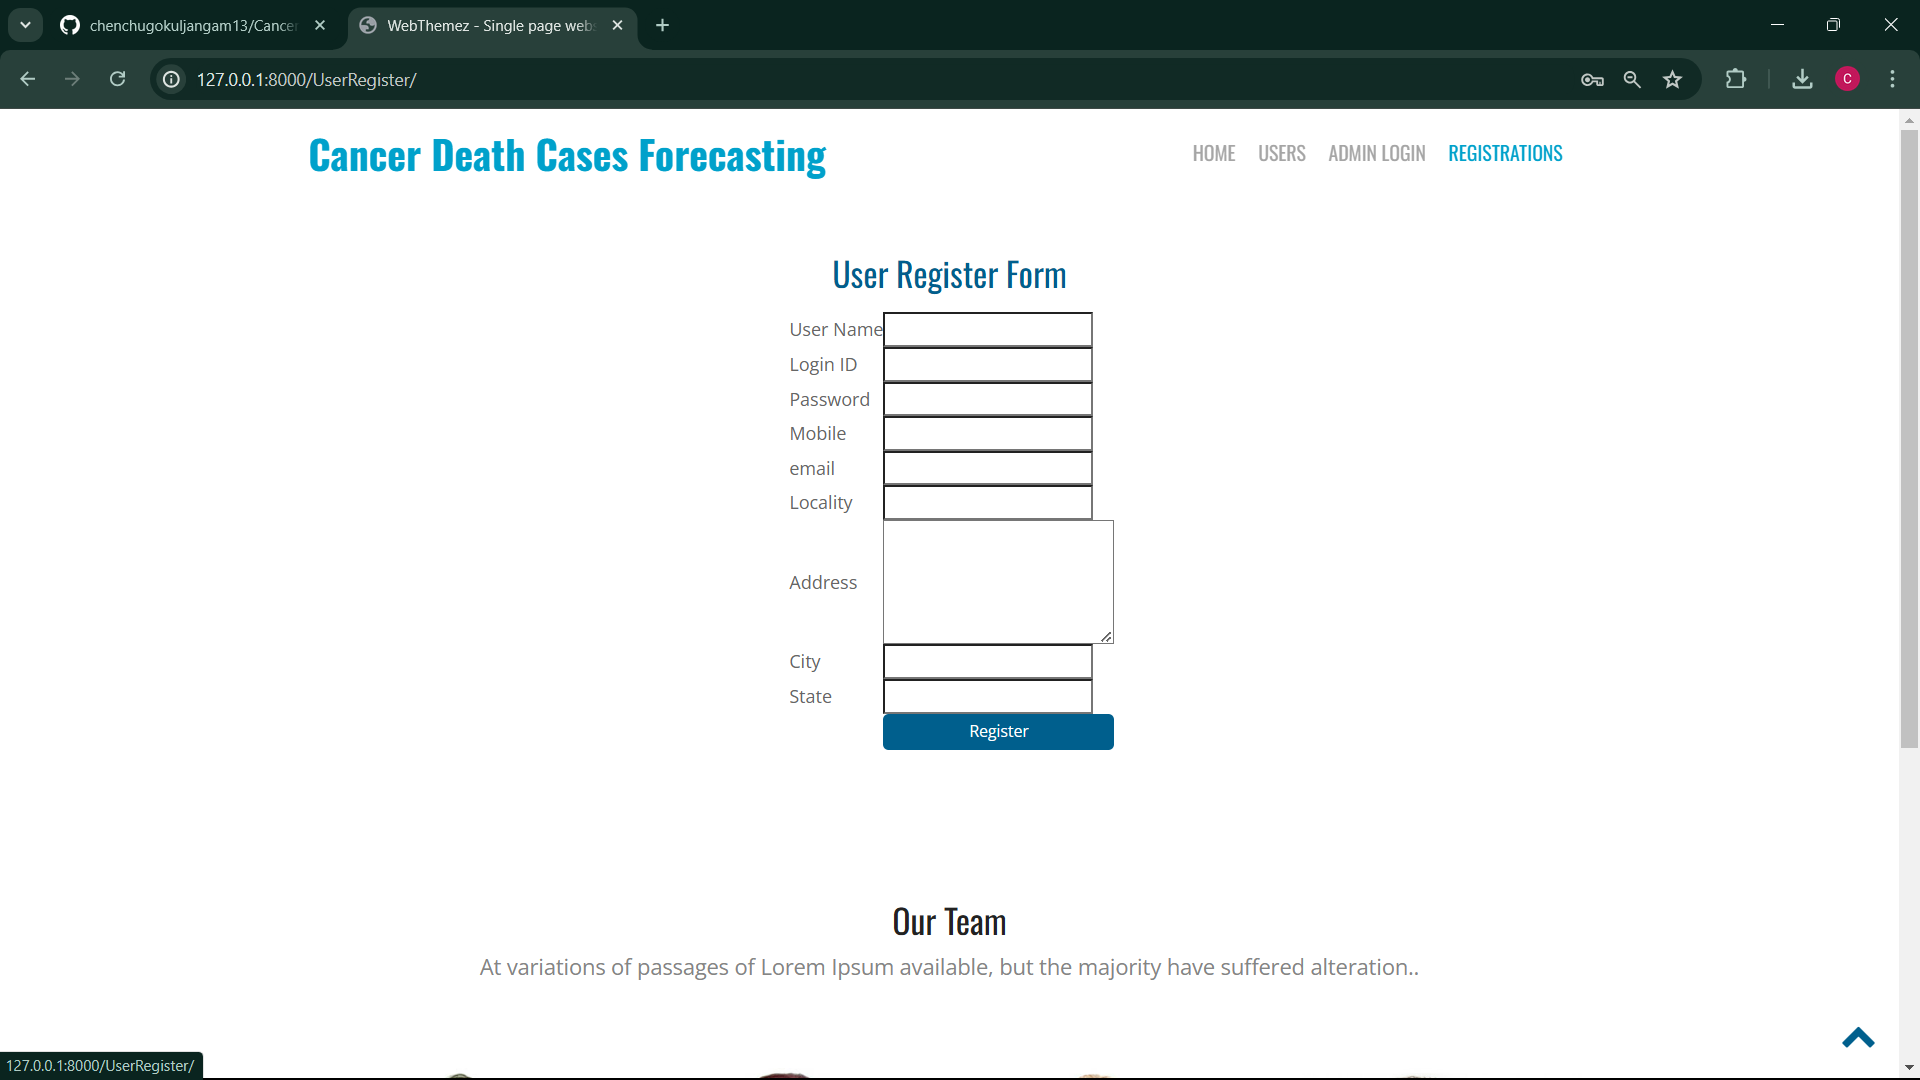 chenchugokuljangam13/Cance
WebThemez - Single page web
127.0.0.1:8000/UserRegister/
C
Cancer Death Cases Forecasting
HOME USERS ADMIN LOGIN REGISTRATIONS
User Register Form
User Name
Login ID
Password
Mobile
email
Locality
Address
City
State
Register
Our Team
At variations of passages of Lorem Ipsum available, but the majority have suffered alteration..
127.0.0.1:8000/UserRegister/